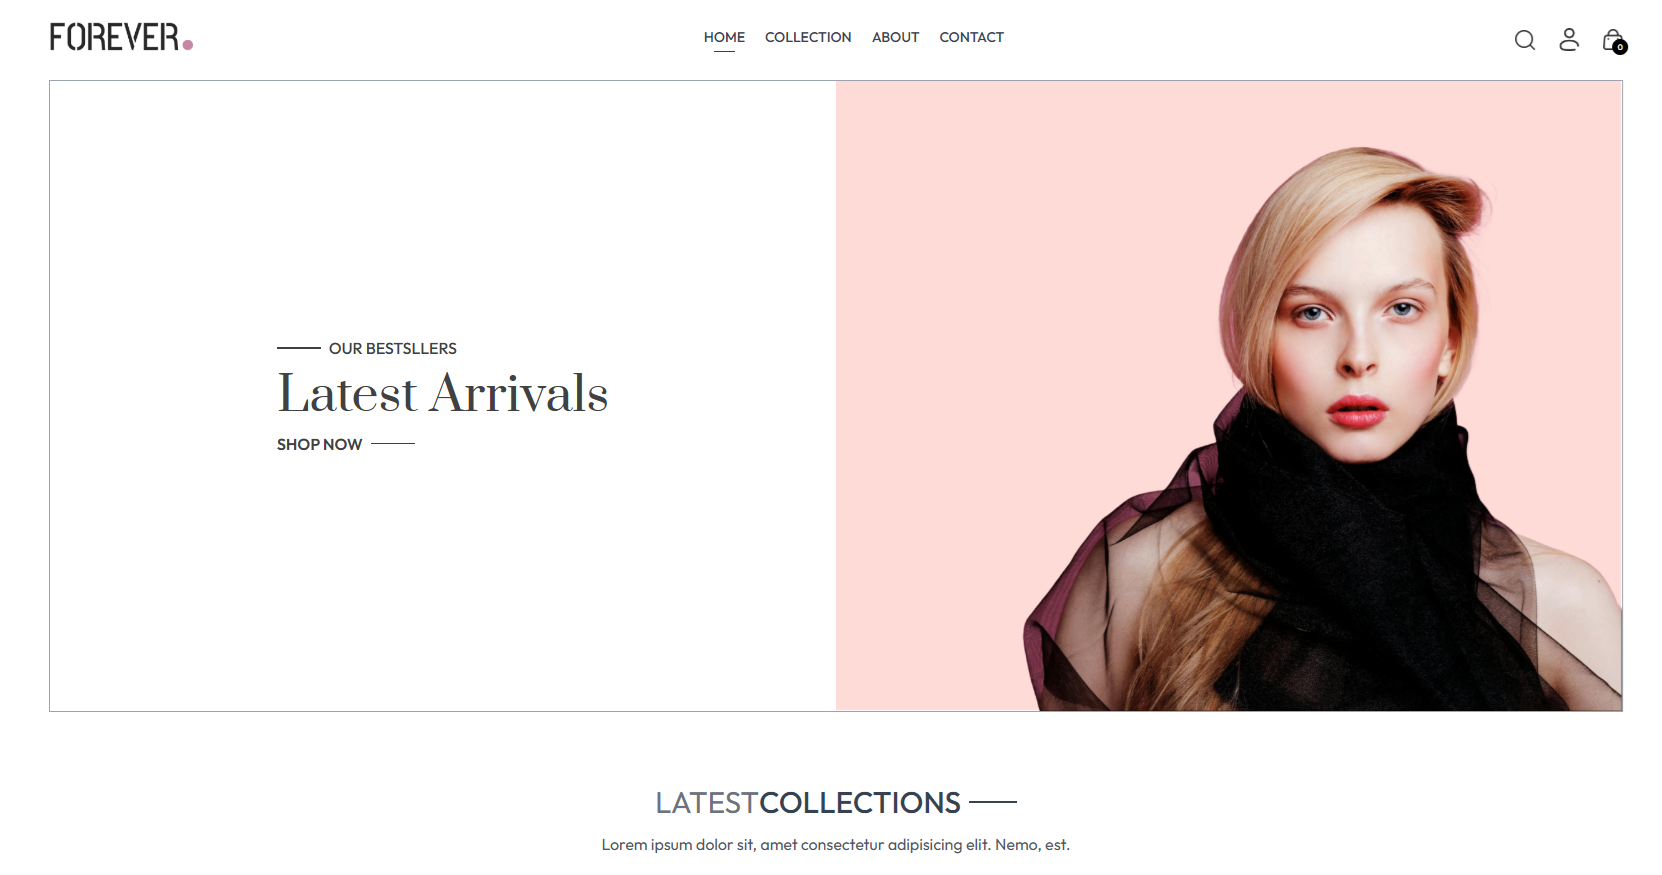 FOREVER.
HOME COLLECTION ABOUT CONTACT
0
OUR BESTSLLERS
Latest Arrivals
SHOP NOW
LATESTCOLLECTIONS
Lorem ipsum dolor sit, amet consectetur adipisicing elit. Nemo, est.